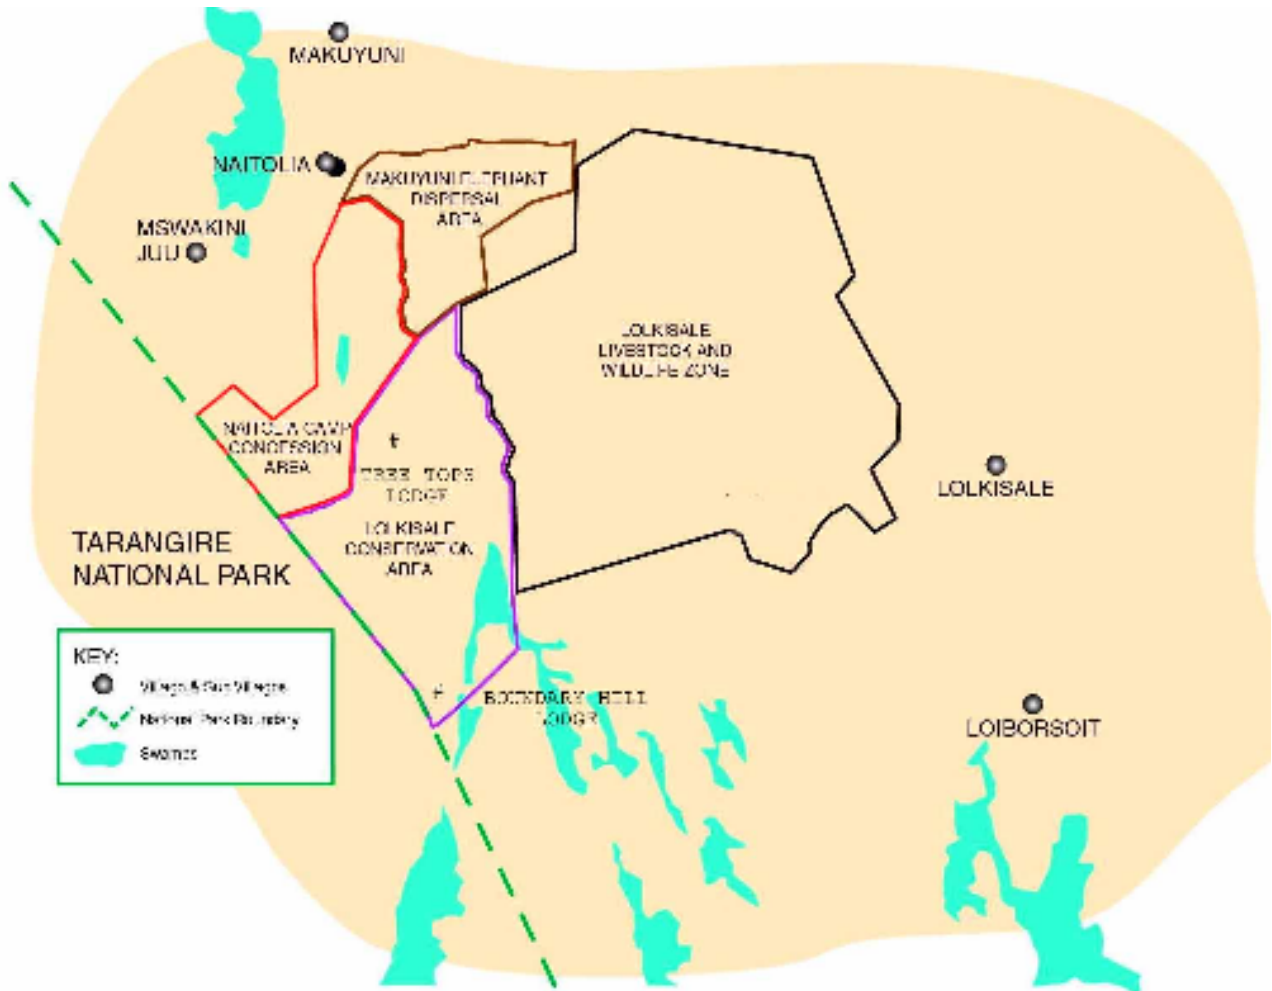 MAKUYUNI
NAITOLIA
MAKUYUNI ELEPHANT
DISPERSAL
AREA
MSWAKINI
JUU
LOLKISALE
LIVESTOCK AND
WILDLIFE ZONE
NAITOLIA CAMP
CONCESSION
AREA
TREE TOPS
LODGE
LOLKISALE
LOLKISALE
CONSERVATION
AREA
TARANGIRE
NATIONAL PARK
KEY:
Village & Sub Villages
National Park Boundary
Swamps
BOUNDARY HILL
LODGE
LOIBORSOIT